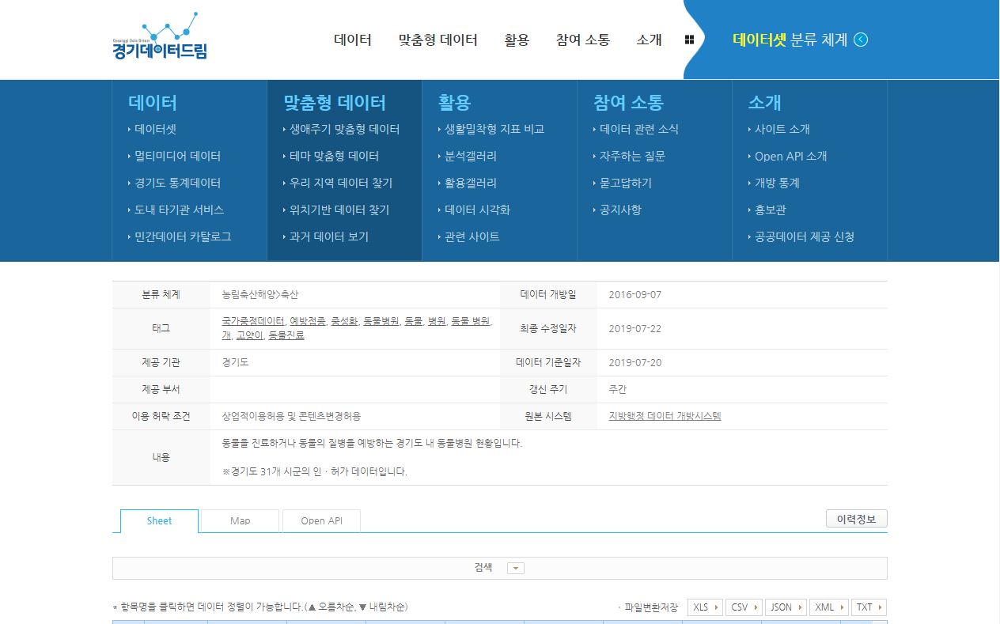 Gyeonggi Data Dream
경기데이터드림
데이터 맞춤형 데이터 활용 참여 소통 소개
데이터셋 분류 체계
데이터
데이터셋
멀티미디어 데이터
경기도 통계데이터
도내 타기관 서비스
민간데이터 카탈로그
맞춤형 데이터
생애주기 맞춤형 데이터
테마 맞춤형 데이터
우리 지역 데이터 찾기
위치기반 데이터 찾기
과거 데이터 보기
활용
생활밀착형 지표 비교
분석갤러리
활용갤러리
데이터 시각화
관련 사이트
참여 소통
데이터 관련 소식
자주하는 질문
묻고답하기
공지사항
소개
사이트 소개
Open API 소개
개방 통계
홍보관
공공데이터 제공 신청
분류 체계 농림축산해양>축산 데이터 개방일 2016-09-07
태그 국가중점데이터, 예방접종, 중성화, 동물병원, 동물, 병원, 동물 병원,
개, 고양이, 동물진료
최종 수정일자 2019-07-22
제공 기관 경기도 데이터 기준일자 2019-07-20
제공 부서 갱신 주기 주간
이용 허락 조건 상업적이용허용 및 콘텐츠변경허용 원본 시스템 지방행정 데이터 개방시스템
내용 동물을 진료하거나 동물의 질병을 예방하는 경기도 내 동물병원 현황입니다.
※경기도 31개 시군의 인ㆍ허가 데이터입니다.
Sheet Map Open API 이력정보
검색
* 항목명을 클릭하면 데이터 정렬이 가능합니다.(▲ 오름차순, ▼ 내림차순) · 파일변환저장 XLS CSV JSON XML TXT